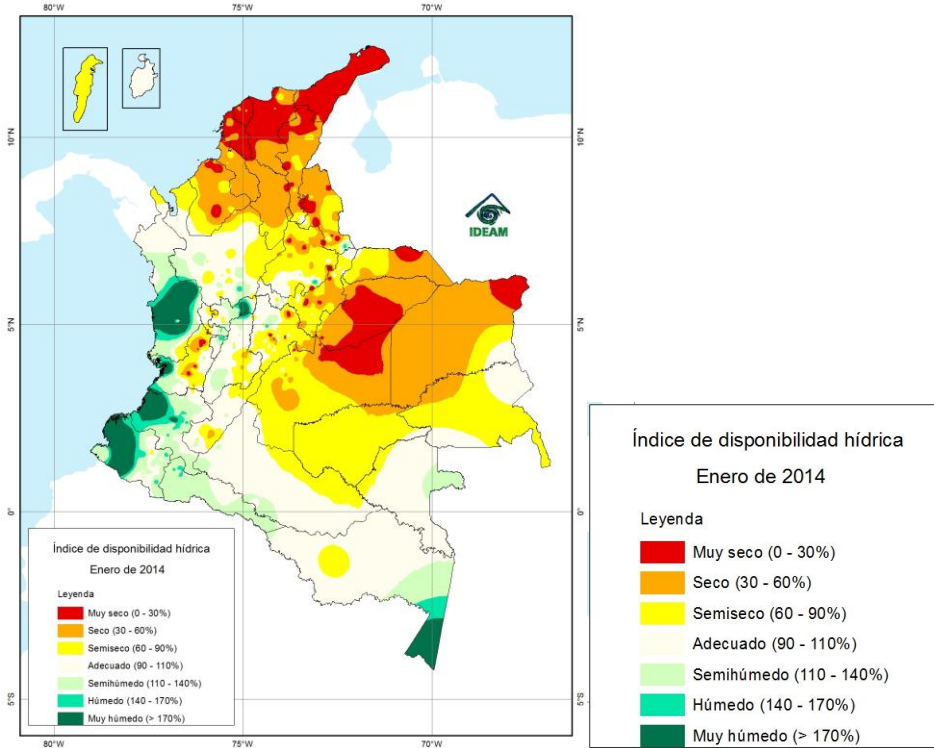 80°W 75°W 70°W
10°N 10°N
IDEAM
5°N 5°N
0° 0°
Índice de disponibilidad hídrica
Enero de 2014
Leyenda
Muy seco (0 - 30%)
Seco (30 - 60%)
Semiseco (60 - 90%)
Adecuado (90 - 110%)
Semihúmedo (110 - 140%)
Húmedo (140 - 170%)
Muy húmedo (> 170%)
5°S 5°S
80°W 75°W 70°W
Índice de disponibilidad hídrica
Enero de 2014
Leyenda
Muy seco (0 - 30%)
Seco (30 - 60%)
Semiseco (60 - 90%)
Adecuado (90 - 110%)
Semihúmedo (110 - 140%)
Húmedo (140 - 170%)
Muy húmedo (> 170%)